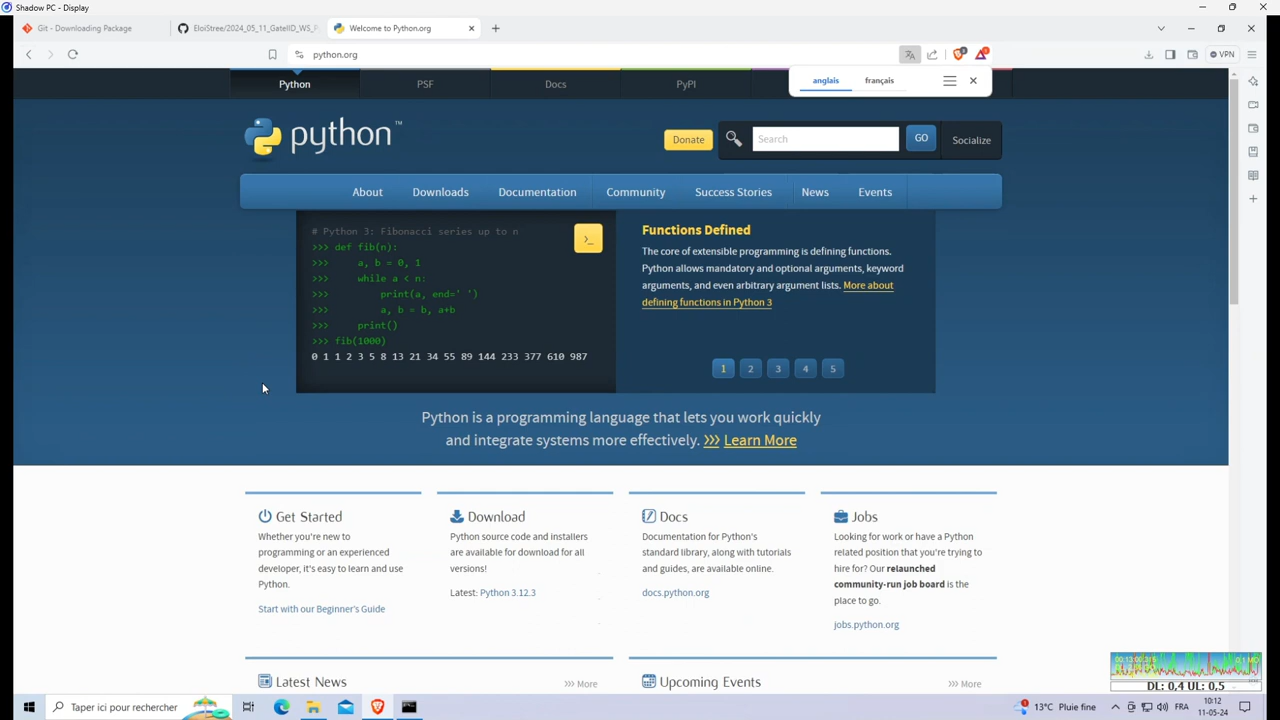 Shadow PC - Display
Git - Downloading Package
EloiStree/2024_05_11_GateIID_WS_P
Welcome to Python.org
python.org
VPN
Python
PSF
Docs
PyPI
anglais
français
python™
Donate
Search
GO
Socialize
About
Downloads
Documentation
Community
Success Stories
News
Events
# Python 3: Fibonacci series up to n
>>> def fib(n):
>>>     a, b = 0, 1
>>>     while a < n:
>>>         print(a, end=' ')
>>>         a, b = b, a+b
>>>     print()
>>> fib(1000)
0 1 1 2 3 5 8 13 21 34 55 89 144 233 377 610 987
>_
Functions Defined
The core of extensible programming is defining functions.
Python allows mandatory and optional arguments, keyword
arguments, and even arbitrary argument lists. More about
defining functions in Python 3
1 2 3 4 5
Python is a programming language that lets you work quickly
and integrate systems more effectively. >>> Learn More
Get Started
Whether you're new to
programming or an experienced
developer, it's easy to learn and use
Python.
Start with our Beginner's Guide
Download
Python source code and installers
are available for download for all
versions!
Latest: Python 3.12.3
Docs
Documentation for Python's
standard library, along with tutorials
and guides, are available online.
docs.python.org
Jobs
Looking for work or have a Python
related position that you're trying to
hire for? Our relaunched
community-run job board is the
place to go.
jobs.python.org
Latest News
>>> More
Upcoming Events
>>> More
DL: 0,4 UL: 0,5
Taper ici pour rechercher
13°C Pluie fine
FRA
10:12
11-05-24